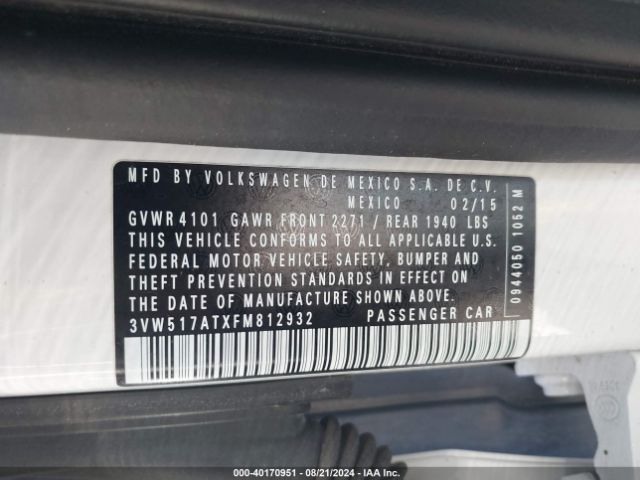 MFD BY VOLKSWAGEN DE MEXICO S.A. DE C.V.
MEXICO 02/15
GVWR 4101 GAWR FRONT 2271 / REAR 1940 LBS
THIS VEHICLE CONFORMS TO ALL APPLICABLE U.S.
FEDERAL MOTOR VEHICLE SAFETY, BUMPER AND
THEFT PREVENTION STANDARDS IN EFFECT ON
THE DATE OF MANUFACTURE SHOWN ABOVE.
3VW517ATXFM812932 PASSENGER CAR
0944050 1052 M
000-40170951 - 08/21/2024 - IAA Inc.